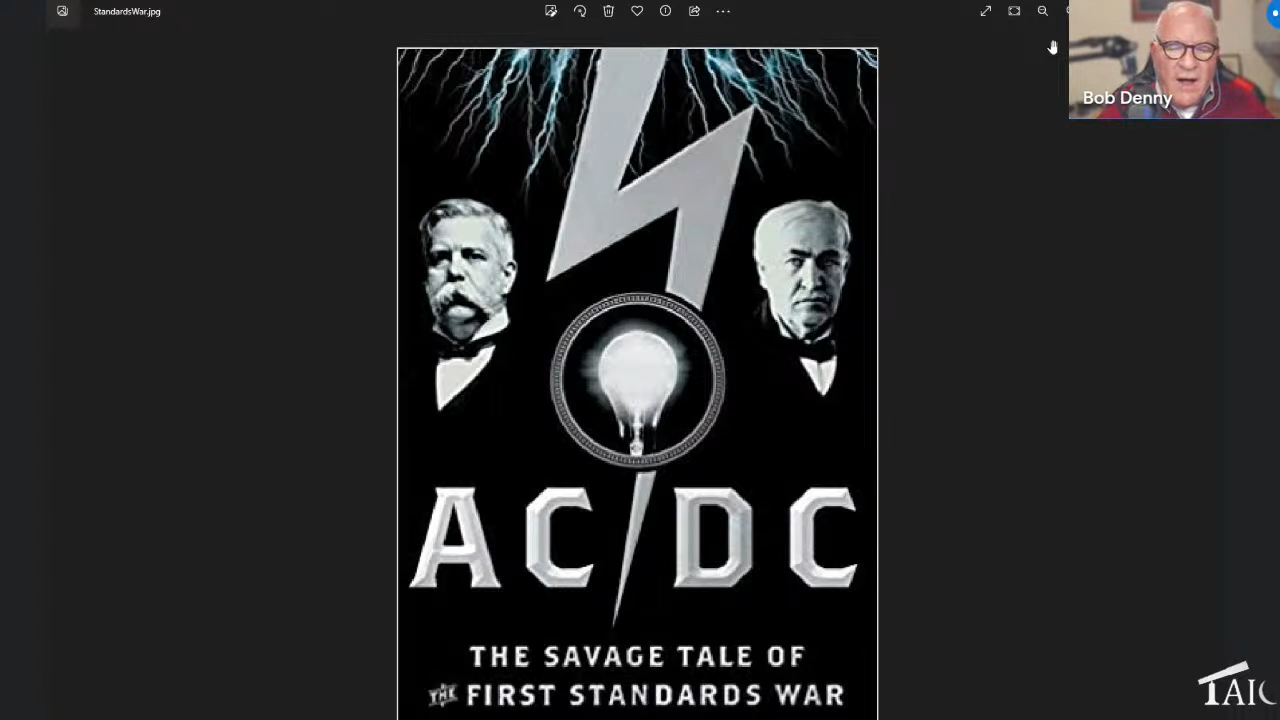 StandardsWar.jpg
Bob Denny
AC/DC
THE SAVAGE TALE OF
THE FIRST STANDARDS WAR
TAIC